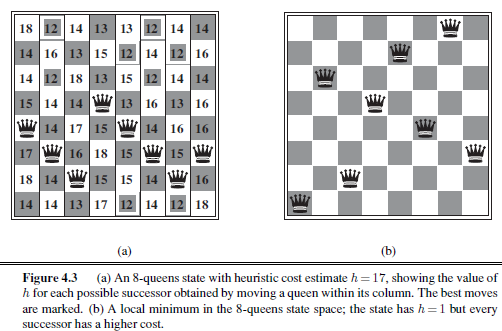 18 12 14 13 13 12 14 14
14 16 13 15 12 14 12 16
14 12 18 13 15 12 14 14
15 14 14 13 16 13 16
14 17 15 14 16 16
17 16 18 15 15
18 14 15 15 14 16
14 14 13 17 12 14 12 18
(a) (b)
Figure 4.3 (a) An 8-queens state with heuristic cost estimate h = 17, showing the value of
h for each possible successor obtained by moving a queen within its column. The best moves
are marked. (b) A local minimum in the 8-queens state space; the state has h = 1 but every
successor has a higher cost.